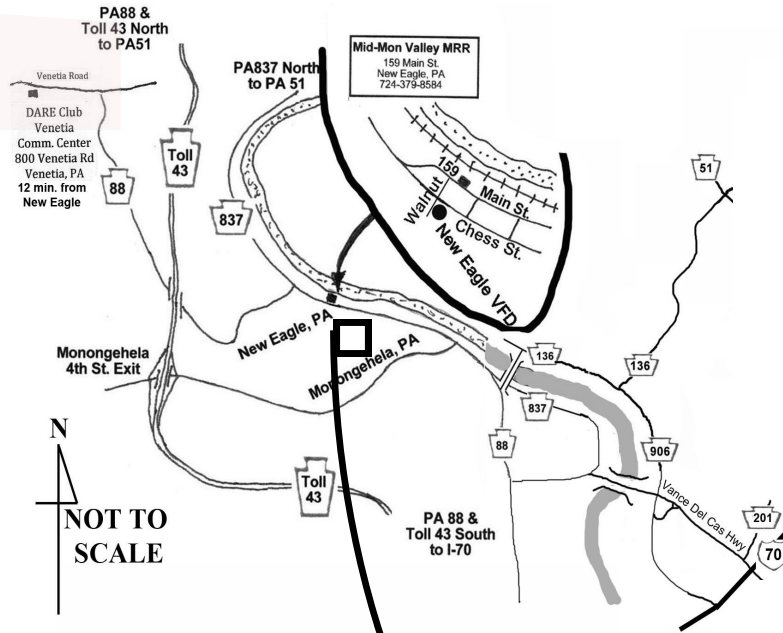 PA88 &
Toll 43 North
to PA51
Venetia Road
DARE Club
Venetia
Comm. Center
800 Venetia Rd
Venetia, PA
12 min. from
New Eagle
88
Toll
43
PA837 North
to PA 51
837
Mid-Mon Valley MRR
159 Main St.
New Eagle, PA
724-379-8584
159
Main St.
Walnut
Chess St.
New Eagle VFD
51
New Eagle, PA
Monongehela, PA
Monongehela
4th St. Exit
136
136
837
88
906
Vance Del Cas Hwy
201
70
N
NOT TO
SCALE
Toll
43
PA 88 &
Toll 43 South
to I-70